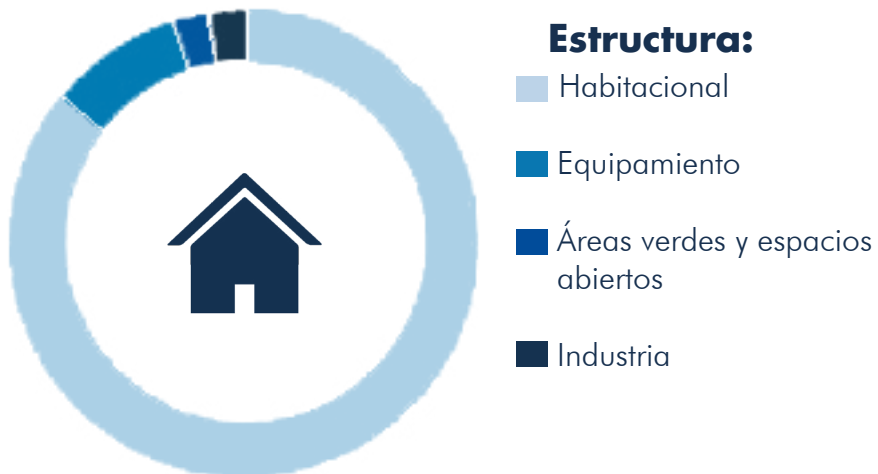 Estructura:
Habitacional
Equipamiento
Áreas verdes y espacios
abiertos
Industria